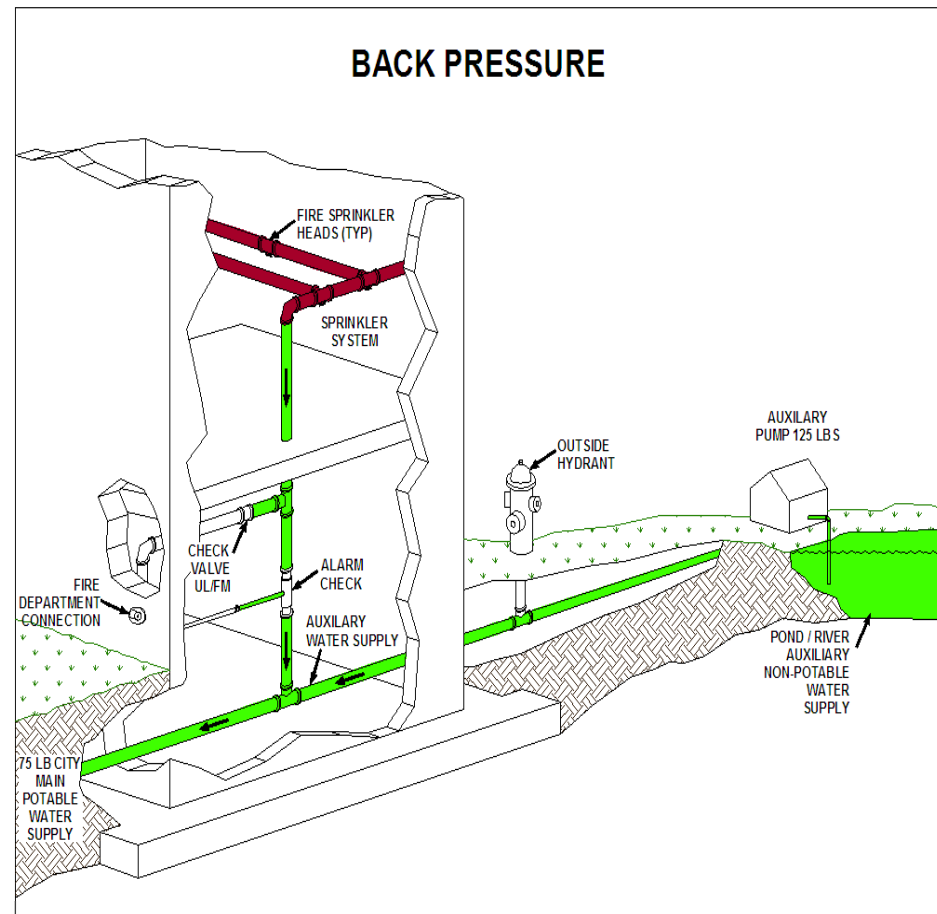 BACK PRESSURE
FIRE SPRINKLER
HEADS (TYP)
SPRINKLER
SYSTEM
AUXILARY
PUMP 125 LBS
OUTSIDE
HYDRANT
CHECK
VALVE
UL/FM
ALARM
CHECK
FIRE
DEPARTMENT
CONNECTION
AUXILARY
WATER SUPPLY
POND / RIVER
AUXILIARY
NON-POTABLE
WATER
SUPPLY
75 LB CITY
MAIN
POTABLE
WATER
SUPPLY